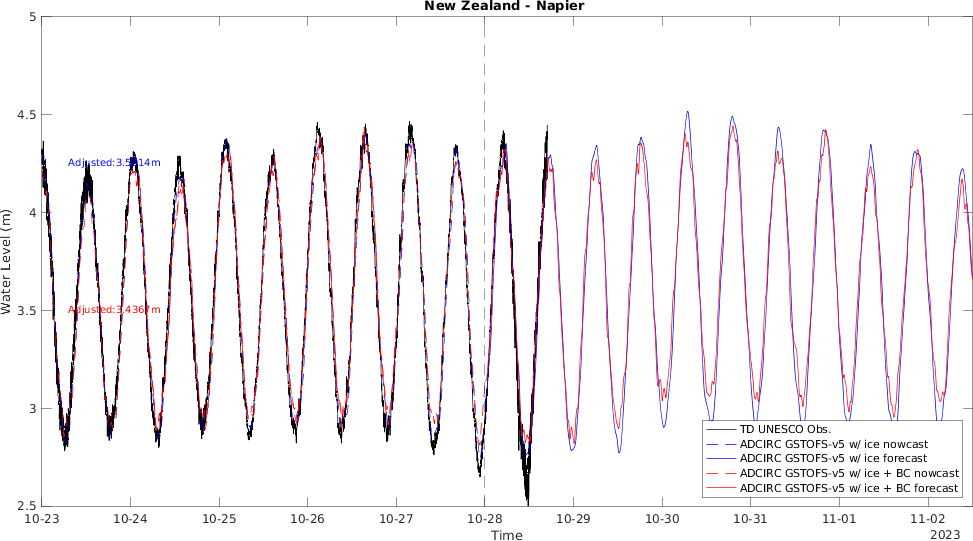 New Zealand - Napier
5
4.5
4
3.5
3
2.5
Water Level (m)
Adjusted:3.4367m
TD UNESCO Obs.
ADCIRC GSTOFS-v5 w/ ice nowcast
ADCIRC GSTOFS-v5 w/ ice forecast
ADCIRC GSTOFS-v5 w/ ice + BC nowcast
ADCIRC GSTOFS-v5 w/ ice + BC forecast
10-23 10-24 10-25 10-26 10-27 10-28 10-29 10-30 10-31 11-01 11-02
Time
2023